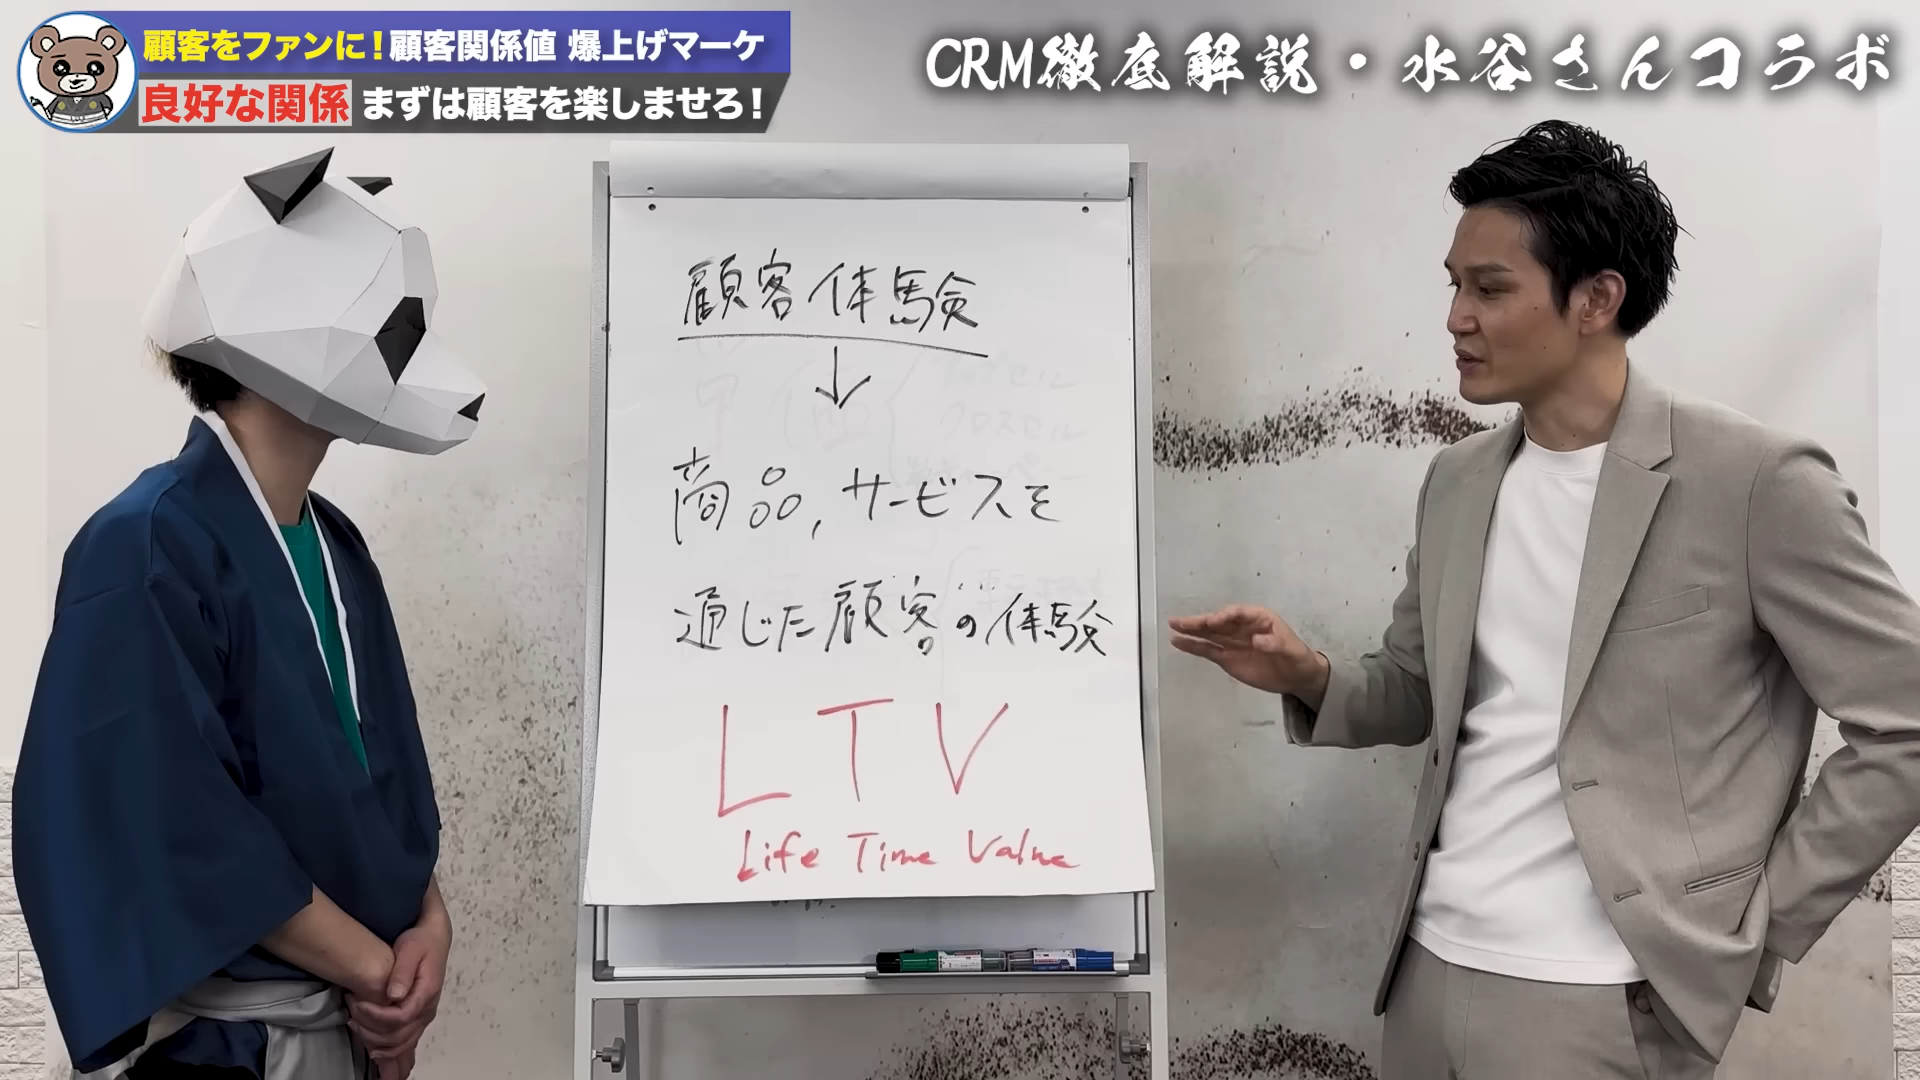 顧客をファンに！顧客関係値 爆上げマーケ
良好な関係 まずは顧客を楽しませろ！
CRM徹底解説・水谷さんコラボ
顧客体験
↓
商品,サービスを
通じた顧客の体験
LTV
Life Time Value